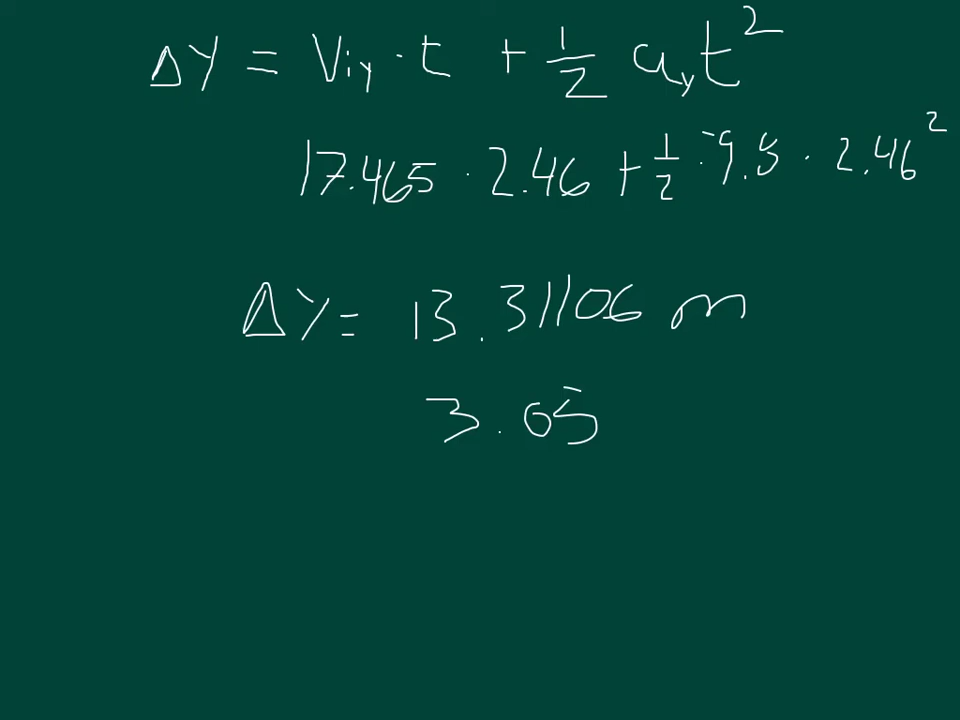 ΔY = Viy · t + 1/2 ayt²
17.465 · 2.46 + 1/2 · -9.8 · 2.46²
ΔY = 13.31106 m
3.05